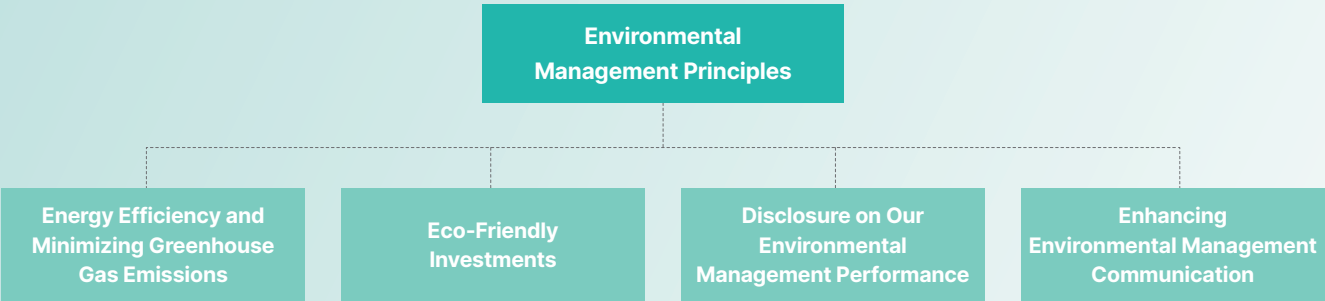 Environmental
Management Principles
Energy Efficiency and
Minimizing Greenhouse
Gas Emissions
Eco-Friendly
Investments
Disclosure on Our
Environmental
Management Performance
Enhancing
Environmental Management
Communication